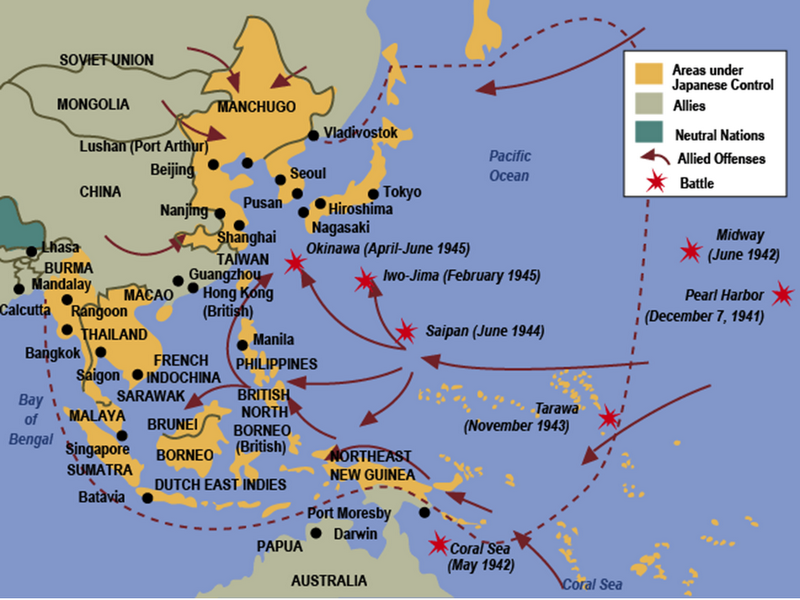 SOVIET UNION
MONGOLIA
MANCHUGO
Vladivostok
Lushan (Port Arthur)
Beijing
Seoul
CHINA
Pusan
Tokyo
Hiroshima
Nanjing
Nagasaki
Shanghai
Okinawa (April-June 1945)
Lhasa
TAIWAN
BURMA
Guangzhou
Iwo-Jima (February 1945)
Mandalay
MACAO
Hong Kong
(British)
Calcutta
Rangoon
Saipan (June 1944)
THAILAND
Manila
Bangkok
FRENCH
INDOCHINA
PHILIPPINES
Saigon
SARAWAK
BRITISH
NORTH
BORNEO
(British)
Bay
of
Bengal
MALAYA
BRUNEI
Tarawa
(November 1943)
Singapore
BORNEO
NORTHEAST
NEW GUINEA
SUMATRA
DUTCH EAST INDIES
Batavia
Port Moresby
Darwin
PAPUA
Coral Sea
(May 1942)
AUSTRALIA
Coral Sea
Pacific
Ocean
Midway
(June 1942)
Pearl Harbor
(December 7, 1941)
Areas under
Japanese Control
Allies
Neutral Nations
Allied Offenses
Battle